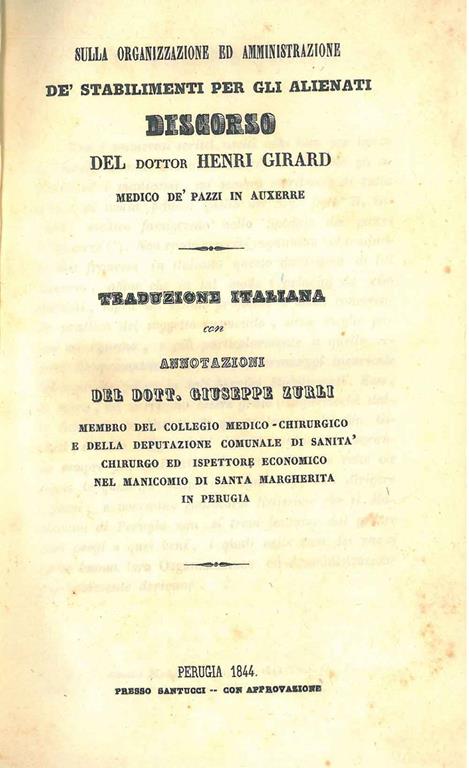 SULLA ORGANIZZAZIONE ED AMMINISTRAZIONE
DE' STABILIMENTI PER GLI ALIENATI
DISCORSO
DEL DOTTOR HENRI GIRARD
MEDICO DE' PAZZI IN AUXERRE
TRADUZIONE ITALIANA
con
ANNOTAZIONI
DEL DOTT. GIUSEPPE ZURLI
MEMBRO DEL COLLEGIO MEDICO-CHIRURGICO
E DELLA DEPUTAZIONE COMUNALE DI SANITA'
CHIRURGO ED ISPETTORE ECONOMICO
NEL MANICOMIO DI SANTA MARGHERITA
IN PERUGIA
PERUGIA 1844.
PRESSO SANTUCCI -- CON APPROVAZIONE